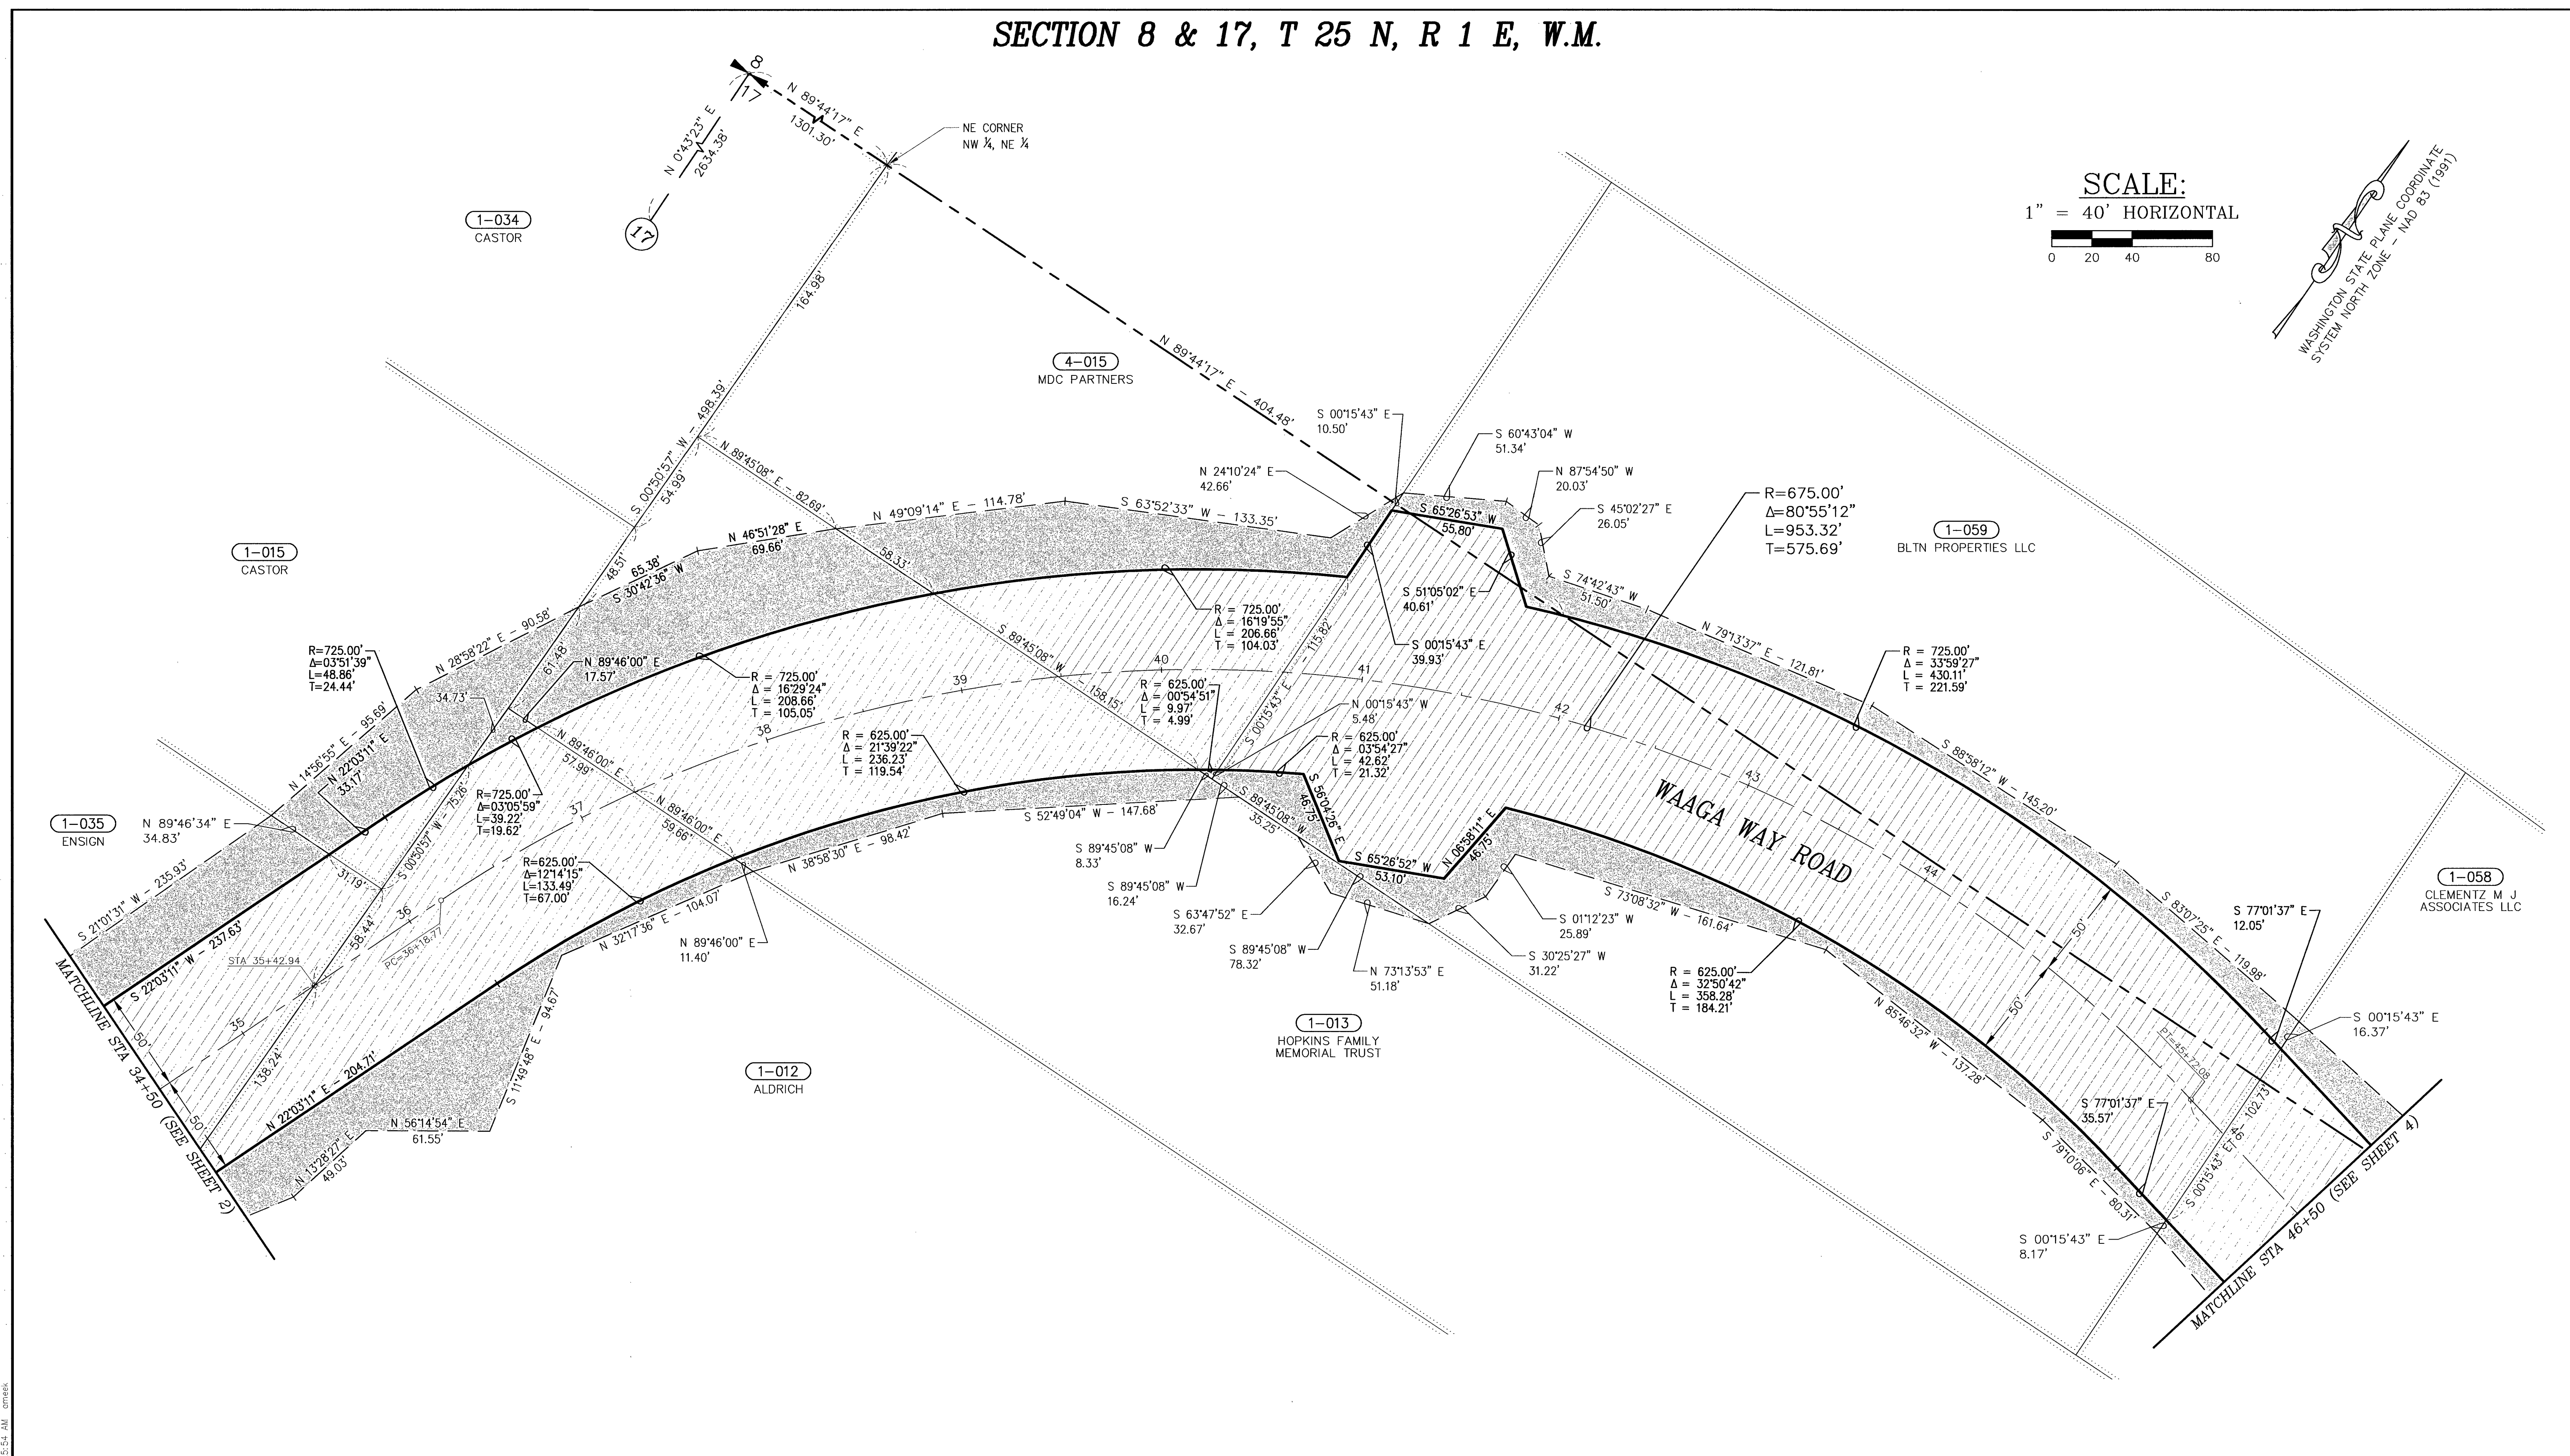 SECTION 8 & 17, T 25 N, R 1 E, W.M.
8
17
N 89°44'17" E
1301.30'
N 0°43'23" E
2634.38'
17
NE CORNER
NW ¼, NE ¼
SCALE:
1" = 40' HORIZONTAL
0 20 40 80
WASHINGTON STATE PLANE COORDINATE
SYSTEM NORTH ZONE - NAD 83 (1991)
1-034
CASTOR
164.98'
4-015
MDC PARTNERS
N 89°44'17" E - 404.48'
S 00°50'57" W - 498.39'
54.99'
N 89°45'08" E - 82.69'
S 00°15'43" E
10.50'
S 60°43'04" W
51.34'
N 24°10'24" E
42.66'
N 87°54'50" W
20.03'
S 45°02'27" E
26.05'
R=675.00'
Δ=80°55'12"
L=953.32'
T=575.69'
1-059
BLTN PROPERTIES LLC
N 49°09'14" E - 114.78'
S 63°52'33" W - 133.35'
S 65°26'53" W
55.80'
1-015
CASTOR
N 46°51'28" E
69.66'
58.33'
48.51'
65.38'
S 30°42'36" W
N 28°58'22" E - 90.58'
S 51°05'02" E
40.61'
S 74°42'43" W
51.50'
N 79°13'37" E - 121.81'
R = 725.00'
Δ = 16°19'55"
L = 206.66'
T = 104.03'
S 00°15'43" E
39.93'
R=725.00'
Δ=03°51'39"
L=48.86'
T=24.44'
61.48'
N 89°46'00" E
17.57'
34.73'
R = 725.00'
Δ = 16°29'24"
L = 208.66'
T = 105.05'
S 89°45'08" W - 158.15'
S 00°15'43" E - 115.82'
R = 725.00'
Δ = 33°59'27"
L = 430.11'
T = 221.59'
40
41
39
42
38
R = 625.00'
Δ = 00°54'51"
L = 9.97'
T = 4.99'
N 00°15'43" W
5.48'
N 14°56'55" E - 95.69'
N 22°03'11" E
33.17'
N 89°46'00" E
57.99'
R = 625.00'
Δ = 21°39'22"
L = 236.23'
T = 119.54'
R = 625.00'
Δ = 03°54'27"
L = 42.62'
T = 21.32'
S 88°58'12" W - 145.20'
43
WAAGA WAY ROAD
1-035
ENSIGN
N 89°46'34" E
34.83'
R=725.00'
Δ=03°05'59"
L=39.22'
T=19.62'
S 00°50'57" W - 75.26'
37
N 89°46'00" E
59.66'
S 52°49'04" W - 147.68'
S 89°45'08" W
35.25'
S 56°04'26" E
46.75'
N 06°58'11" E
46.75'
S 65°26'52" W
53.10'
N 38°58'30" E - 98.42'
S 89°45'08" W
8.33'
S 89°45'08" W
16.24'
S 21°01'31" W - 235.93'
31.19'
R=625.00'
Δ=12°14'15"
L=133.49'
T=67.00'
N 32°17'36" E - 104.07'
N 89°46'00" E
11.40'
S 63°47'52" E
32.67'
S 89°45'08" W
78.32'
N 73°13'53" E
51.18'
S 01°12'23" W
25.89'
S 30°25'27" W
31.22'
S 73°08'32" W - 161.64'
44
1-058
CLEMENTZ M J
ASSOCIATES LLC
S 77°01'37" E
12.05'
50'
50'
S 83°07'25" E - 119.98'
R = 625.00'
Δ = 32°50'42"
L = 358.28'
T = 184.21'
58.44'
36
PC=36+18.77
STA 35+42.94
S 22°03'11" W - 237.63'
35
MATCHLINE STA 34+50 (SEE SHEET 2)
50'
50'
138.24'
N 22°03'11" E - 204.71'
S 11°49'48" E - 94.67'
N 56°14'54" E
61.55'
N 13°28'27" E
49.03'
1-012
ALDRICH
1-013
HOPKINS FAMILY
MEMORIAL TRUST
N 85°46'32" W - 137.28'
S 00°15'43" E
16.37'
PT=45+72.08
S 77°01'37" E
35.57'
46
S 00°15'43" E - 102.73'
S 79°10'06" E - 80.31'
S 00°15'43" E
8.17'
MATCHLINE STA 46+50 (SEE SHEET 4)
5:54 AM ameek